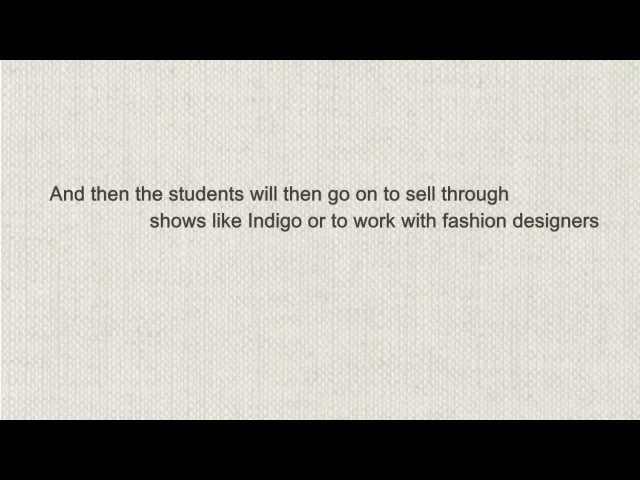 And then the students will then go on to sell through
shows like Indigo or to work with fashion designers